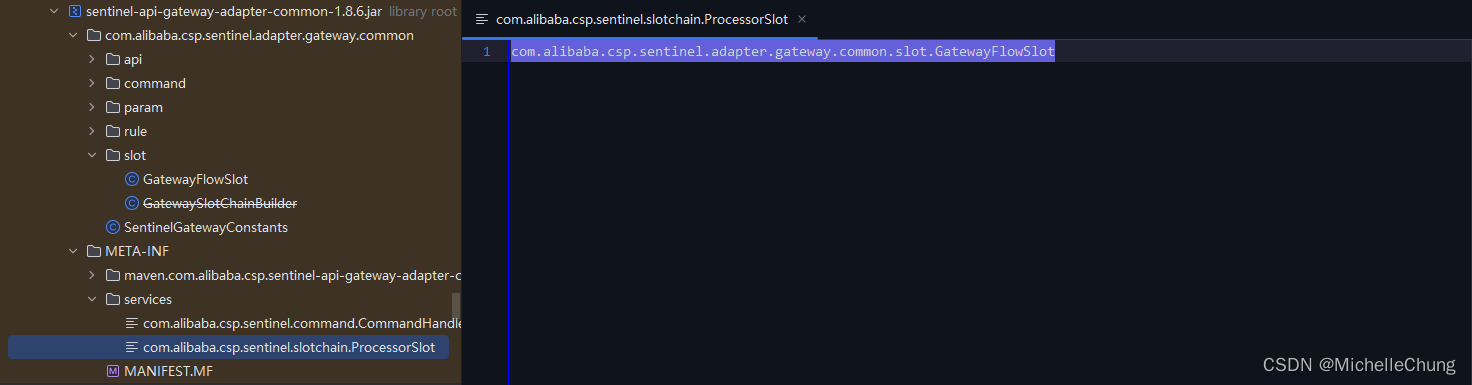 sentinel-api-gateway-adapter-common-1.8.6.jar library root
com.alibaba.csp.sentinel.adapter.gateway.common
api
command
param
rule
slot
GatewayFlowSlot
GatewaySlotChainBuilder
SentinelGatewayConstants
META-INF
maven.com.alibaba.csp.sentinel-api-gateway-adapter-c
services
com.alibaba.csp.sentinel.command.CommandHandle
com.alibaba.csp.sentinel.slotchain.ProcessorSlot
MANIFEST.MF
com.alibaba.csp.sentinel.slotchain.ProcessorSlot
1 com.alibaba.csp.sentinel.adapter.gateway.common.slot.GatewayFlowSlot
CSDN @MichelleChung